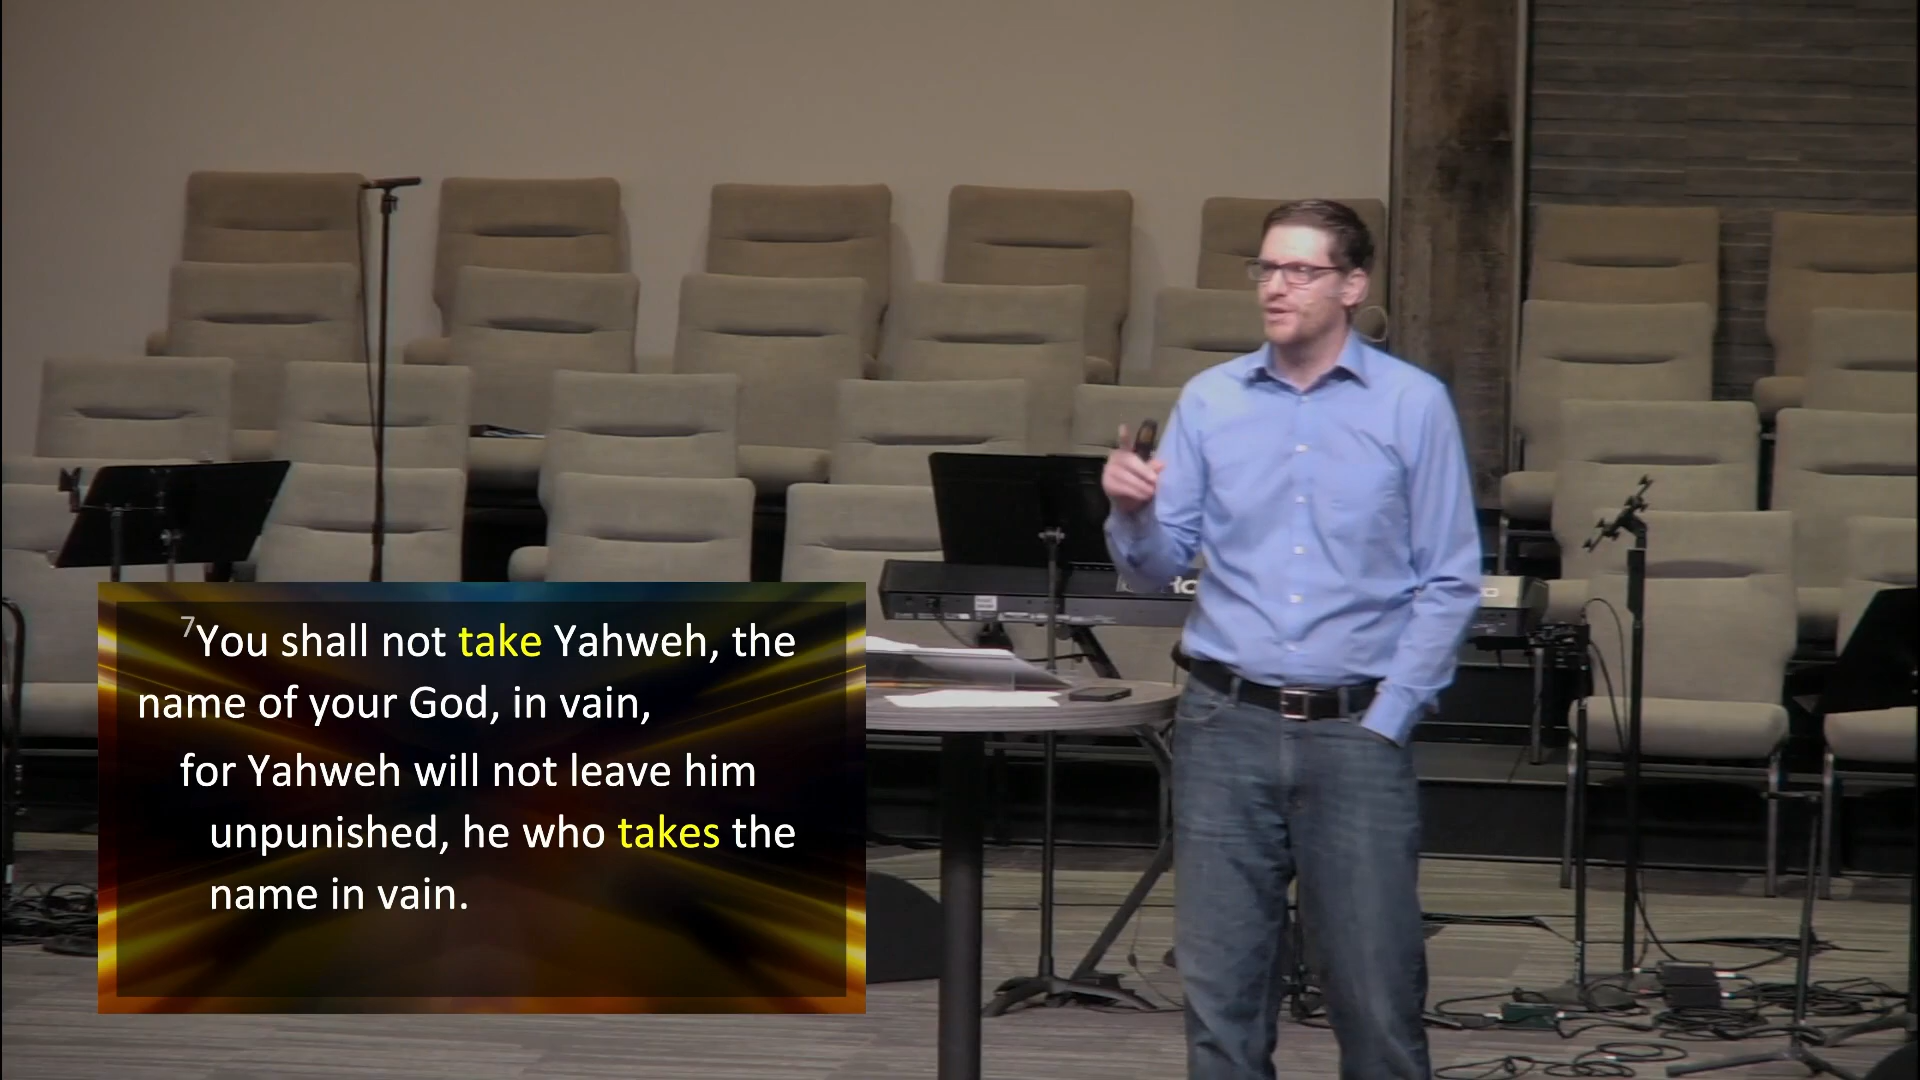 7You shall not take Yahweh, the
name of your God, in vain,
for Yahweh will not leave him
unpunished, he who takes the
name in vain.